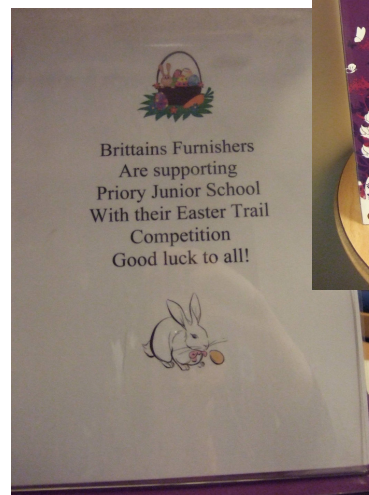 Brittains Furnishers
Are supporting
Priory Junior School
With their Easter Trail
Competition
Good luck to all!